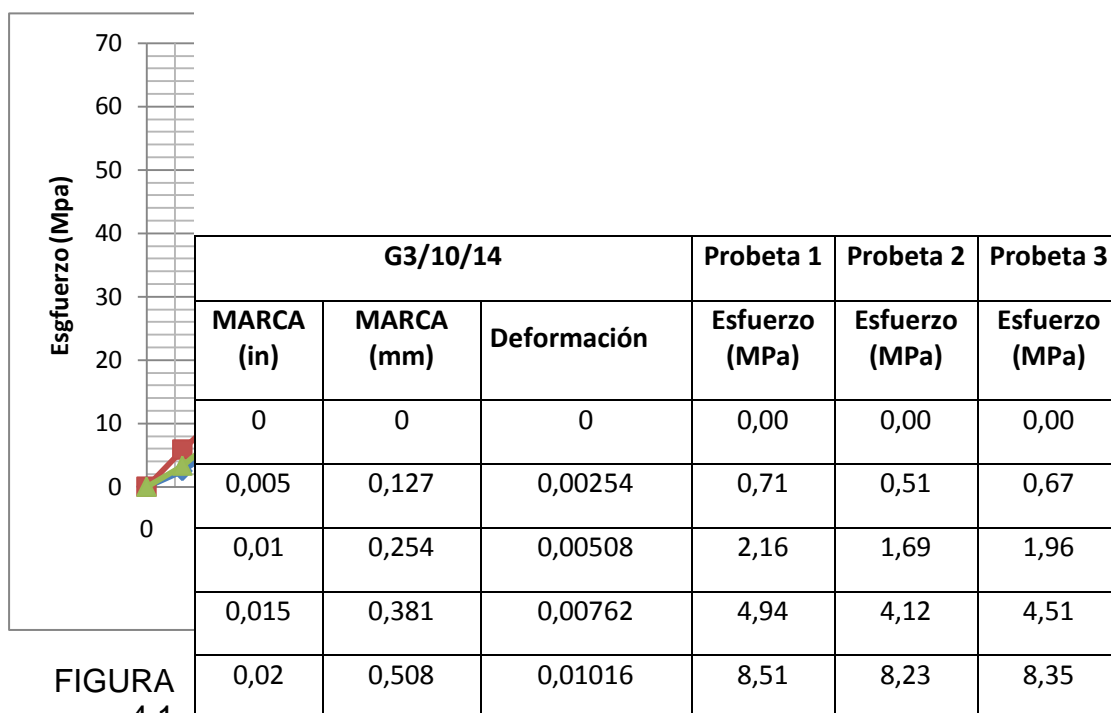 70
60
50
40
30
20
10
0
0
Esgfuerzo (Mpa)
G3/10/14 Probeta 1 Probeta 2 Probeta 3
MARCA (in) MARCA (mm) Deformación Esfuerzo (MPa) Esfuerzo (MPa) Esfuerzo (MPa)
0 0 0 0,00 0,00 0,00
0,005 0,127 0,00254 0,71 0,51 0,67
0,01 0,254 0,00508 2,16 1,69 1,96
0,015 0,381 0,00762 4,94 4,12 4,51
0,02 0,508 0,01016 8,51 8,23 8,35
FIGURA